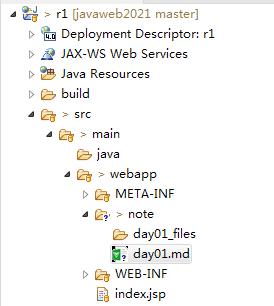 > r1 [javaweb2021 master]
Deployment Descriptor: r1
JAX-WS Web Services
> Java Resources
build
> src
> main
java
> webapp
META-INF
> note
day01_files
day01.md
WEB-INF
index.jsp